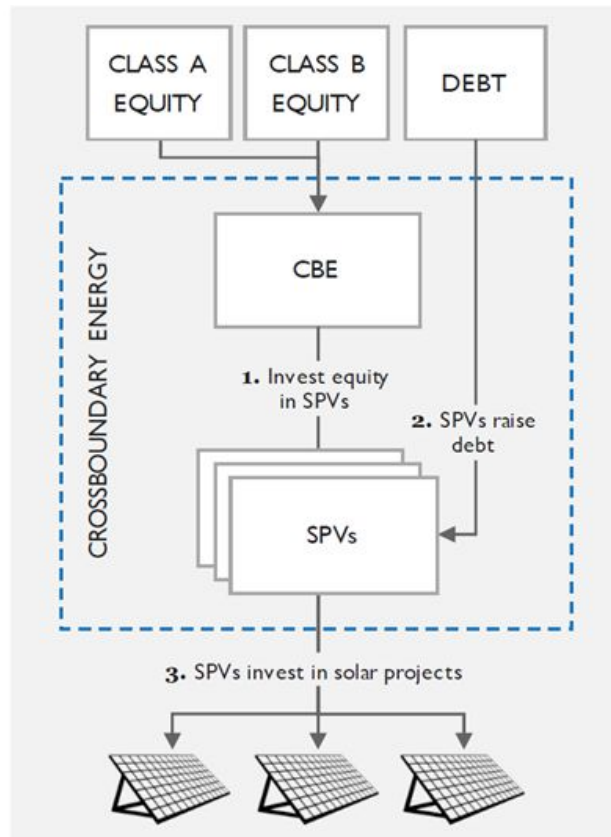 CLASS A
EQUITY
CLASS B
EQUITY
DEBT
CROSSBOUNDARY ENERGY
CBE
1. Invest equity
in SPVs
2. SPVs raise
debt
SPVs
3. SPVs invest in solar projects